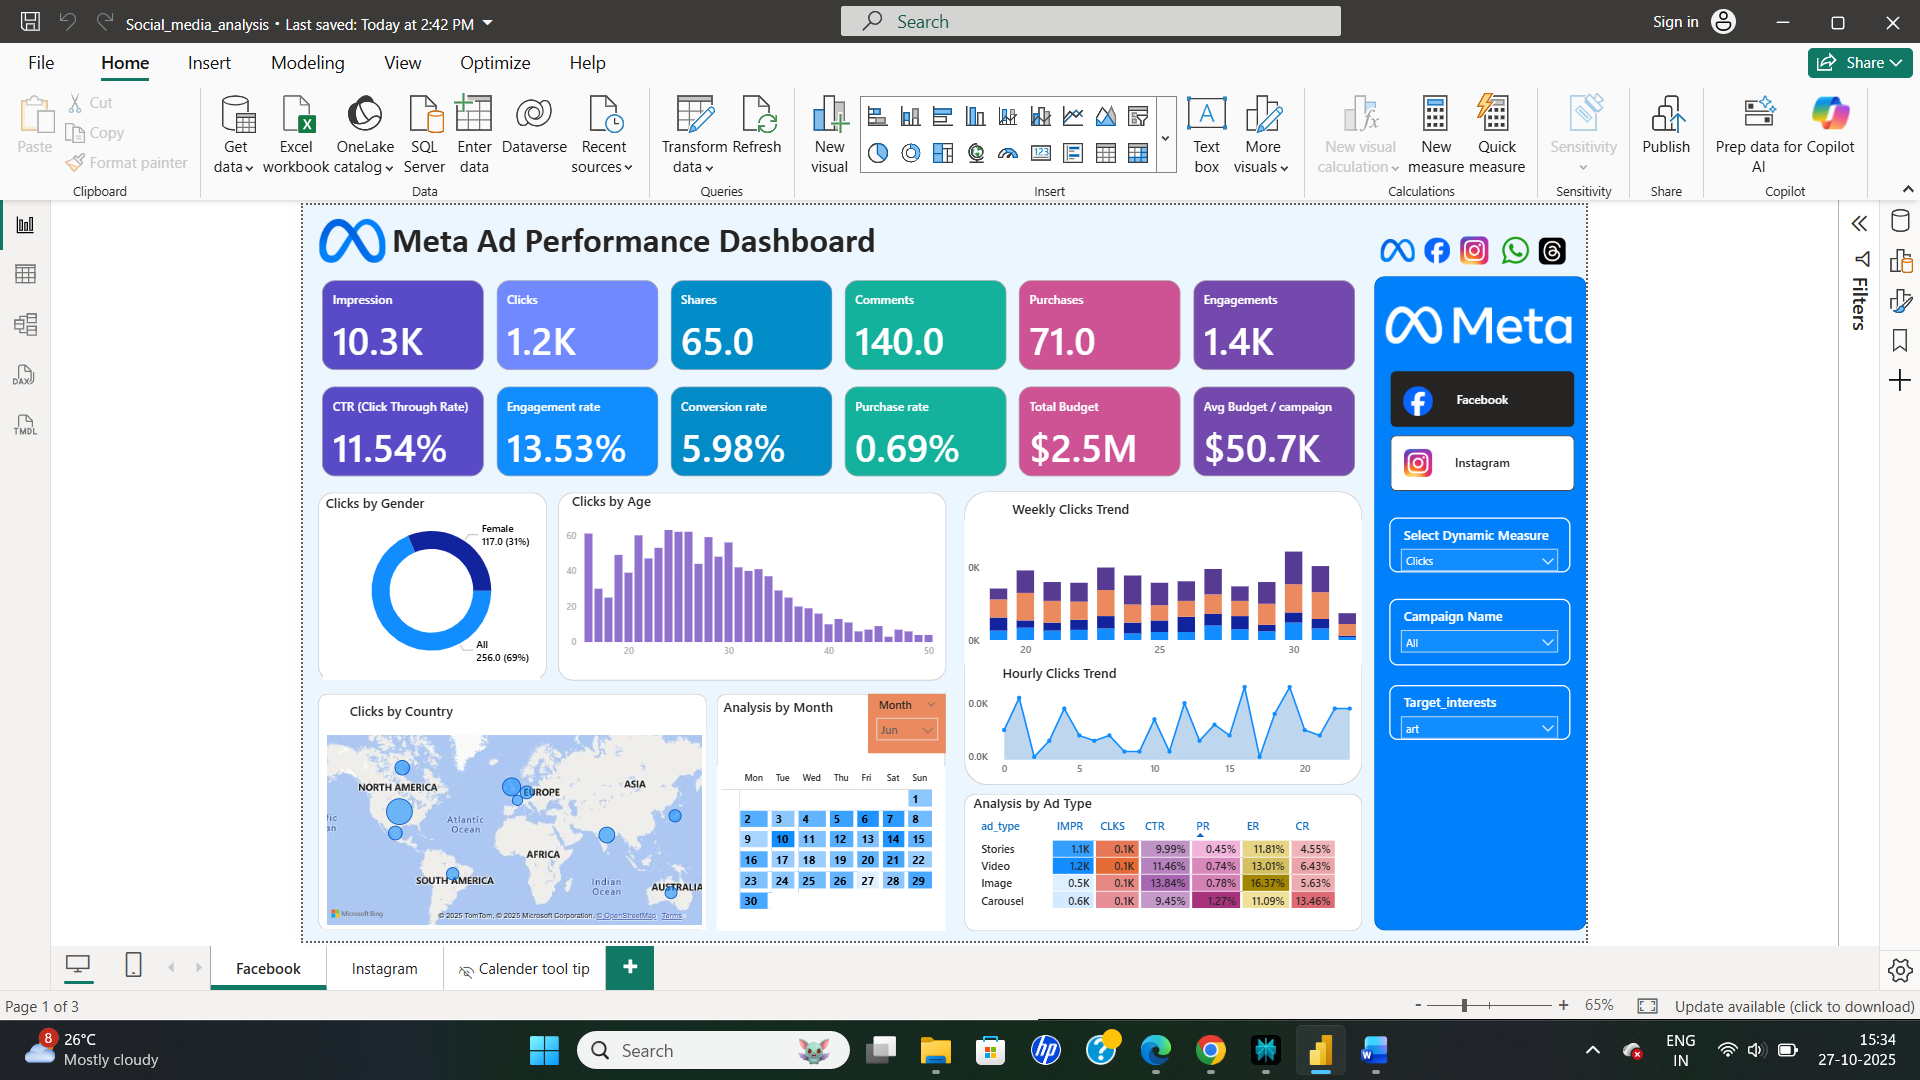 Social_media_analysis • Last saved: Today at 2:42 PM
Search
Sign in
File Home Insert Modeling View Optimize Help
Share
Paste
Cut
Copy
Format painter
Clipboard
Get data
Excel workbook
OneLake catalog
SQL Server
Enter data
Dataverse
Recent sources
Data
Transform data
Refresh
Queries
New visual
Text box
More visuals
Insert
New visual calculation
New measure
Quick measure
Calculations
Sensitivity
Sensitivity
Publish
Share
Prep data for AI
Copilot
Copilot
DAX
TMDL
Filters
Meta Ad Performance Dashboard
Impression
10.3K
Clicks
1.2K
Shares
65.0
Comments
140.0
Purchases
71.0
Engagements
1.4K
CTR (Click Through Rate)
11.54%
Engagement rate
13.53%
Conversion rate
5.98%
Purchase rate
0.69%
Total Budget
$2.5M
Avg Budget / campaign
$50.7K
Meta
Facebook
Instagram
Select Dynamic Measure
Clicks
Campaign Name
All
Target_interests
art
Clicks by Gender
Female
117.0 (31%)
All
256.0 (69%)
Clicks by Age
60
40
20
0
20 30 40 50
Weekly Clicks Trend
0K
0K
20 25 30
Hourly Clicks Trend
0.0K
0.0K
0 5 10 15 20
Clicks by Country
NORTH AMERICA
EUROPE
ASIA
Atlantic Ocean
AFRICA
SOUTH AMERICA
Indian Ocean
AUSTRALIA
Microsoft Bing
© 2025 TomTom, © 2025 Microsoft Corporation, © OpenStreetMap Terms
Analysis by Month
Month
Jun
Mon Tue Wed Thu Fri Sat Sun
1
2 3 4 5 6 7 8
9 10 11 12 13 14 15
16 17 18 19 20 21 22
23 24 25 26 27 28 29
30
Analysis by Ad Type
ad_type IMPR CLKS CTR PR ER CR
Stories 1.1K 0.1K 9.99% 0.45% 11.81% 4.55%
Video 1.2K 0.1K 11.46% 0.74% 13.01% 6.43%
Image 0.5K 0.1K 13.84% 0.78% 16.37% 5.63%
Carousel 0.6K 0.1K 9.45% 1.27% 11.09% 13.46%
Facebook
Instagram
Calender tool tip
Page 1 of 3
- + 65%
Update available (click to download)
8
26°C
Mostly cloudy
Search
hp
W
ENG
IN
15:34
27-10-2025